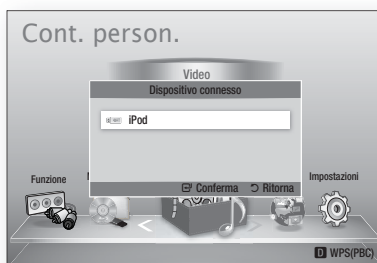 Cont. person.
Video
Dispositivo connesso
iPod
Funzione
Impostazioni
Conferma Ritorna
D WPS(PBC)